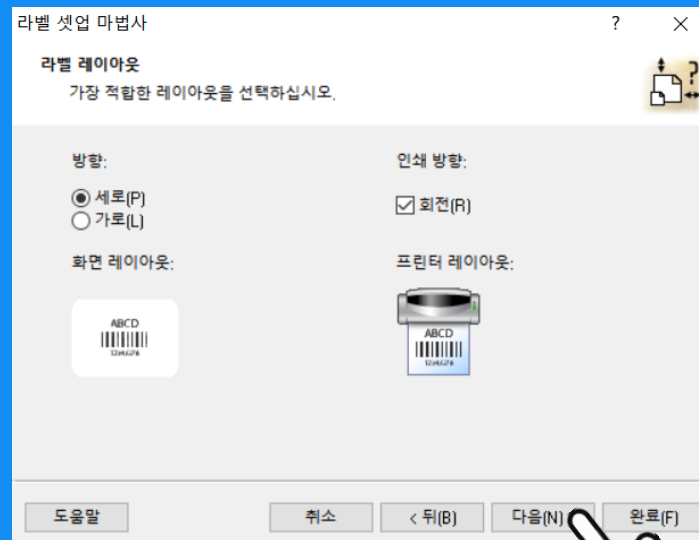 라벨 셋업 마법사
?
라벨 레이아웃
가장 적합한 레이아웃을 선택하십시오.
?
방향:
세로(P)
가로(L)
인쇄 방향:
회전(R)
화면 레이아웃:
프린터 레이아웃:
ABCD
12345678
ABCD
12345678
도움말
취소
< 뒤(B)
다음(N)
완료(F)